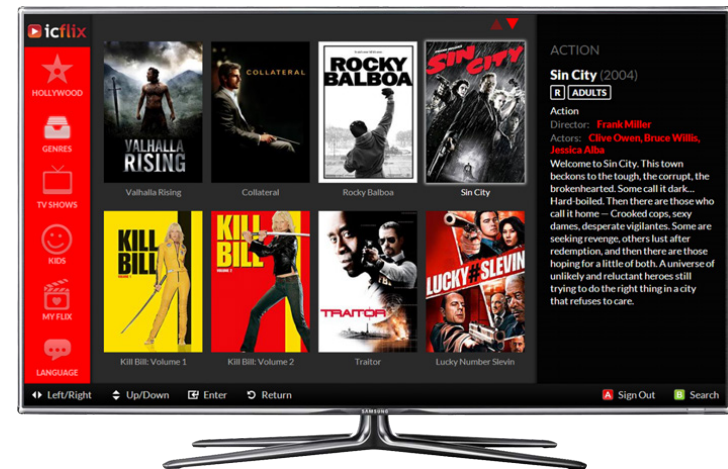 icflix
HOLLYWOOD
GENRES
TV SHOWS
KIDS
MY FLIX
LANGUAGE
VALHALLA
RISING
Valhalla Rising
COLLATERAL
Collateral
ROCKY
BALBOA
Rocky Balboa
SIN
CITY
Sin City
KILL
BILL
Kill Bill: Volume 1
KILL
BILL
Kill Bill: Volume 2
TRAITOR
Traitor
LUCKY#SLEVIN
Lucky Number Slevin
ACTION
Sin City (2004)
R ADULTS
Action
Director: Frank Miller
Actors: Clive Owen, Bruce Willis,
Jessica Alba
Welcome to Sin City. This town
beckons to the tough, the corrupt, the
brokenhearted. Some call it dark...
Hard-boiled. Then there are those who
call it home — Crooked cops, sexy
dames, desperate vigilantes. Some are
seeking revenge, others lust after
redemption, and then there are those
hoping for a little of both. A universe of
unlikely and reluctant heroes still
trying to do the right thing in a city
that refuses to care.
Left/Right Up/Down Enter Return A Sign Out B Search
SAMSUNG